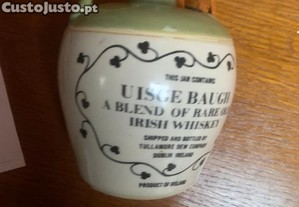 CustoJusto.pt
THIS JAR CONTAINS
UISGE BAUGH
A BLEND OF RARE OLD
IRISH WHISKEY
SHIPPED AND BOTTLED BY
TULLAMORE DEW COMPANY
DUBLIN IRELAND
PRODUCT OF IRELAND